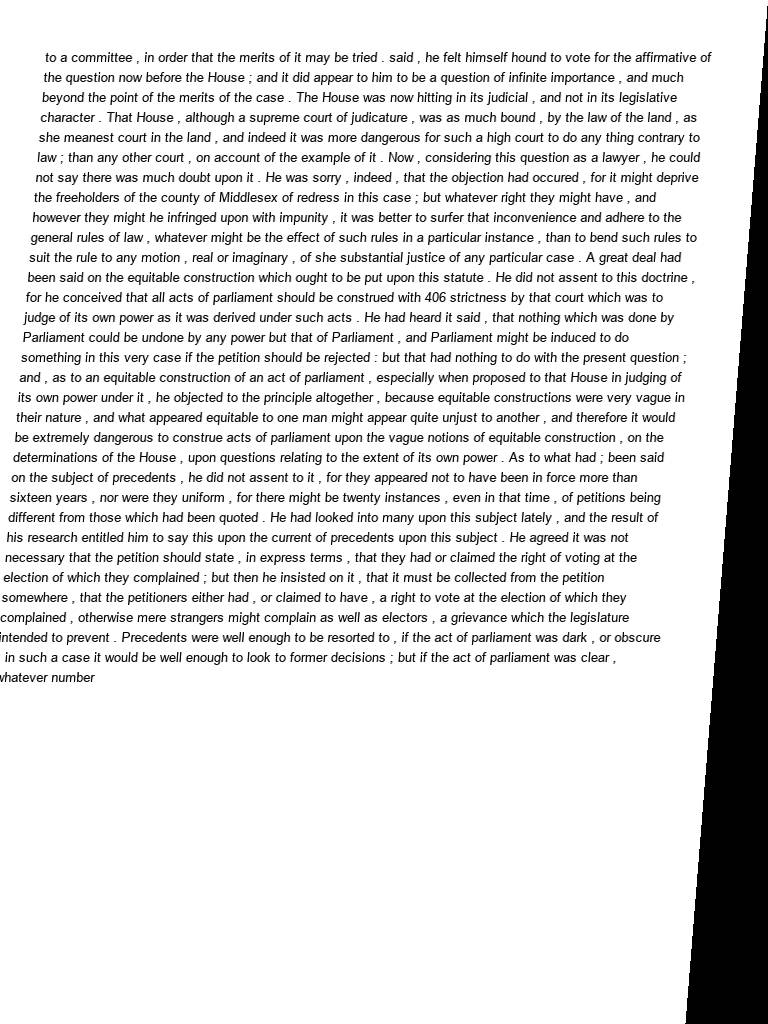 to a committee , in order that the merits of it may be tried . said , he felt himself hound to vote for the affirmative of
the question now before the House ; and it did appear to him to be a question of infinite importance , and much
beyond the point of the merits of the case . The House was now hitting in its judicial , and not in its legislative
character . That House , although a supreme court of judicature , was as much bound , by the law of the land , as
she meanest court in the land , and indeed it was more dangerous for such a high court to do any thing contrary to
law ; than any other court , on account of the example of it . Now , considering this question as a lawyer , he could
not say there was much doubt upon it . He was sorry , indeed , that the objection had occured , for it might deprive
the freeholders of the county of Middlesex of redress in this case ; but whatever right they might have , and
however they might he infringed upon with impunity , it was better to surfer that inconvenience and adhere to the
general rules of law , whatever might be the effect of such rules in a particular instance , than to bend such rules to
suit the rule to any motion , real or imaginary , of she substantial justice of any particular case . A great deal had
been said on the equitable construction which ought to be put upon this statute . He did not assent to this doctrine ,
for he conceived that all acts of parliament should be construed with 406 strictness by that court which was to
judge of its own power as it was derived under such acts . He had heard it said , that nothing which was done by
Parliament could be undone by any power but that of Parliament , and Parliament might be induced to do
something in this very case if the petition should be rejected : but that had nothing to do with the present question ;
and , as to an equitable construction of an act of parliament , especially when proposed to that House in judging of
its own power under it , he objected to the principle altogether , because equitable constructions were very vague in
their nature , and what appeared equitable to one man might appear quite unjust to another , and therefore it would
be extremely dangerous to construe acts of parliament upon the vague notions of equitable construction , on the
determinations of the House , upon questions relating to the extent of its own power . As to what had ; been said
on the subject of precedents , he did not assent to it , for they appeared not to have been in force more than
sixteen years , nor were they uniform , for there might be twenty instances , even in that time , of petitions being
different from those which had been quoted . He had looked into many upon this subject lately , and the result of
his research entitled him to say this upon the current of precedents upon this subject . He agreed it was not
necessary that the petition should state , in express terms , that they had or claimed the right of voting at the
election of which they complained ; but then he insisted on it , that it must be collected from the petition
somewhere , that the petitioners either had , or claimed to have , a right to vote at the election of which they
complained , otherwise mere strangers might complain as well as electors , a grievance which the legislature
intended to prevent . Precedents were well enough to be resorted to , if the act of parliament was dark , or obscure
in such a case it would be well enough to look to former decisions ; but if the act of parliament was clear ,
whatever number